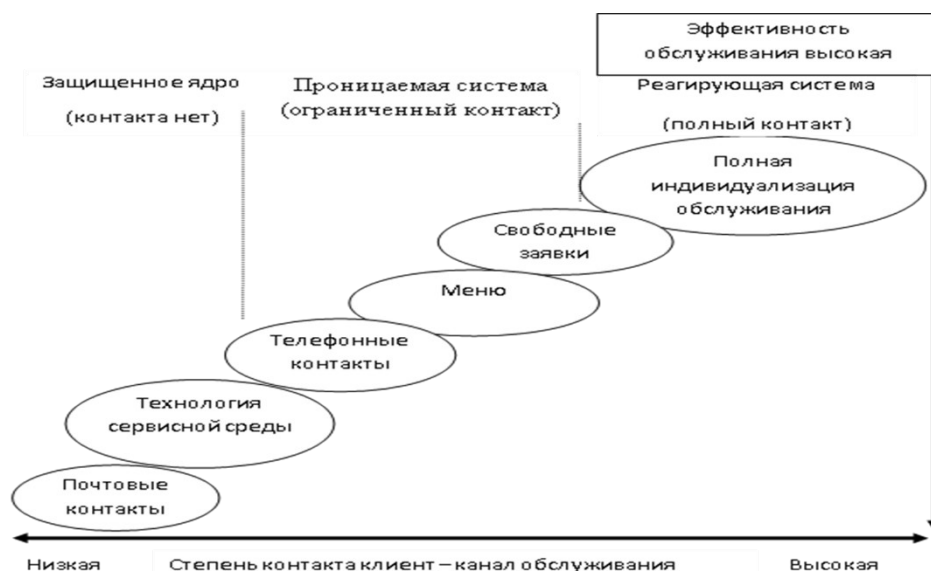 Эффективность
обслуживания высокая
Защищенное ядро
(контакта нет)
Проницаемая система
(ограниченный контакт)
Реагирующая система
(полный контакт)
Полная
индивидуализация
обслуживания
Свободные
заявки
Меню
Телефонные
контакты
Технология
сервисной среды
Почтовые
контакты
Низкая
Степень контакта клиент – канал обслуживания
Высокая